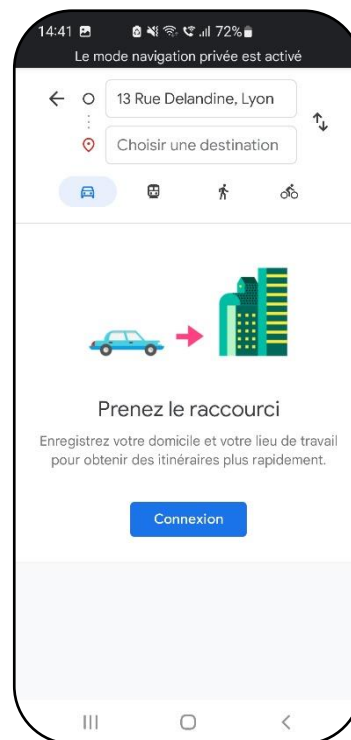 14:41 72%
Le mode navigation privée est activé
13 Rue Delandine, Lyon
Choisir une destination
Prenez le raccourci
Enregistrez votre domicile et votre lieu de travail
pour obtenir des itinéraires plus rapidement.
Connexion